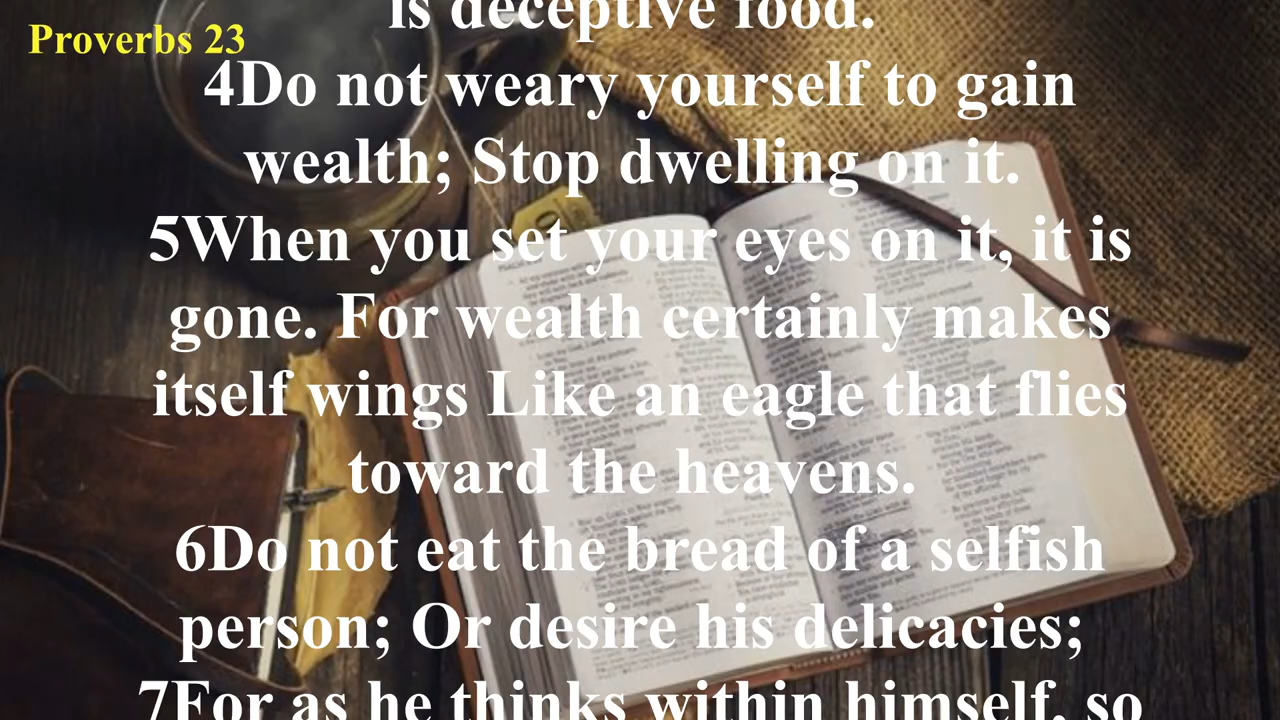 is deceptive food.
Proverbs 23
4Do not weary yourself to gain
wealth; Stop dwelling on it.
5When you set your eyes on it, it is
gone. For wealth certainly makes
itself wings Like an eagle that flies
toward the heavens.
6Do not eat the bread of a selfish
person; Or desire his delicacies;
7For as he thinks within himself, so